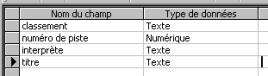 Nom du champ Type de données
classement Texte
numéro de piste Numérique
interprète Texte
titre Texte